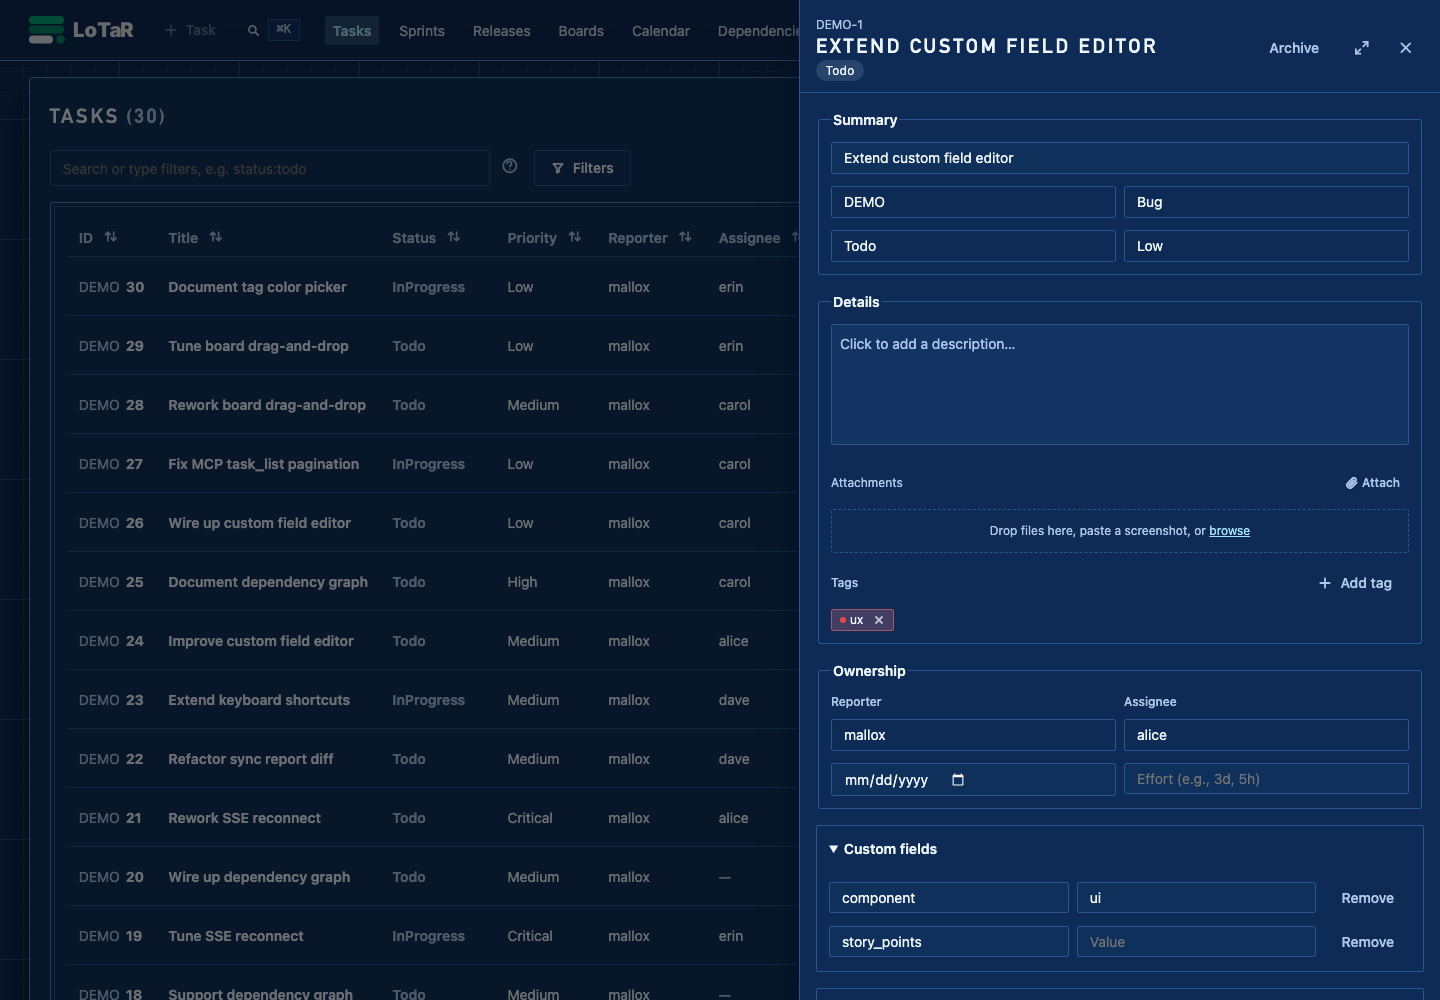 LoTaR
Task
⌘K
Tasks
Sprints
Releases
Boards
Calendar
Dependencie
TASKS (30)
Search or type filters, e.g. status:todo
Filters
ID Title Status Priority Reporter Assignee
DEMO 30 Document tag color picker InProgress Low mallox erin
DEMO 29 Tune board drag-and-drop Todo Low mallox erin
DEMO 28 Rework board drag-and-drop Todo Medium mallox carol
DEMO 27 Fix MCP task_list pagination InProgress Low mallox carol
DEMO 26 Wire up custom field editor Todo Low mallox carol
DEMO 25 Document dependency graph Todo High mallox carol
DEMO 24 Improve custom field editor Todo Medium mallox alice
DEMO 23 Extend keyboard shortcuts InProgress Medium mallox dave
DEMO 22 Refactor sync report diff Todo Medium mallox dave
DEMO 21 Rework SSE reconnect Todo Critical mallox alice
DEMO 20 Wire up dependency graph Todo Medium mallox —
DEMO 19 Tune SSE reconnect InProgress Critical mallox erin
DEMO 18 Support dependency graph Todo Medium mallox —
DEMO-1
EXTEND CUSTOM FIELD EDITOR
Todo
Archive
Summary
Extend custom field editor
DEMO Bug
Todo Low
Details
Click to add a description...
Attachments
Attach
Drop files here, paste a screenshot, or browse
Tags
Add tag
ux
Ownership
Reporter Assignee
mallox alice
mm/dd/yyyy Effort (e.g., 3d, 5h)
Custom fields
component ui Remove
story_points Value Remove